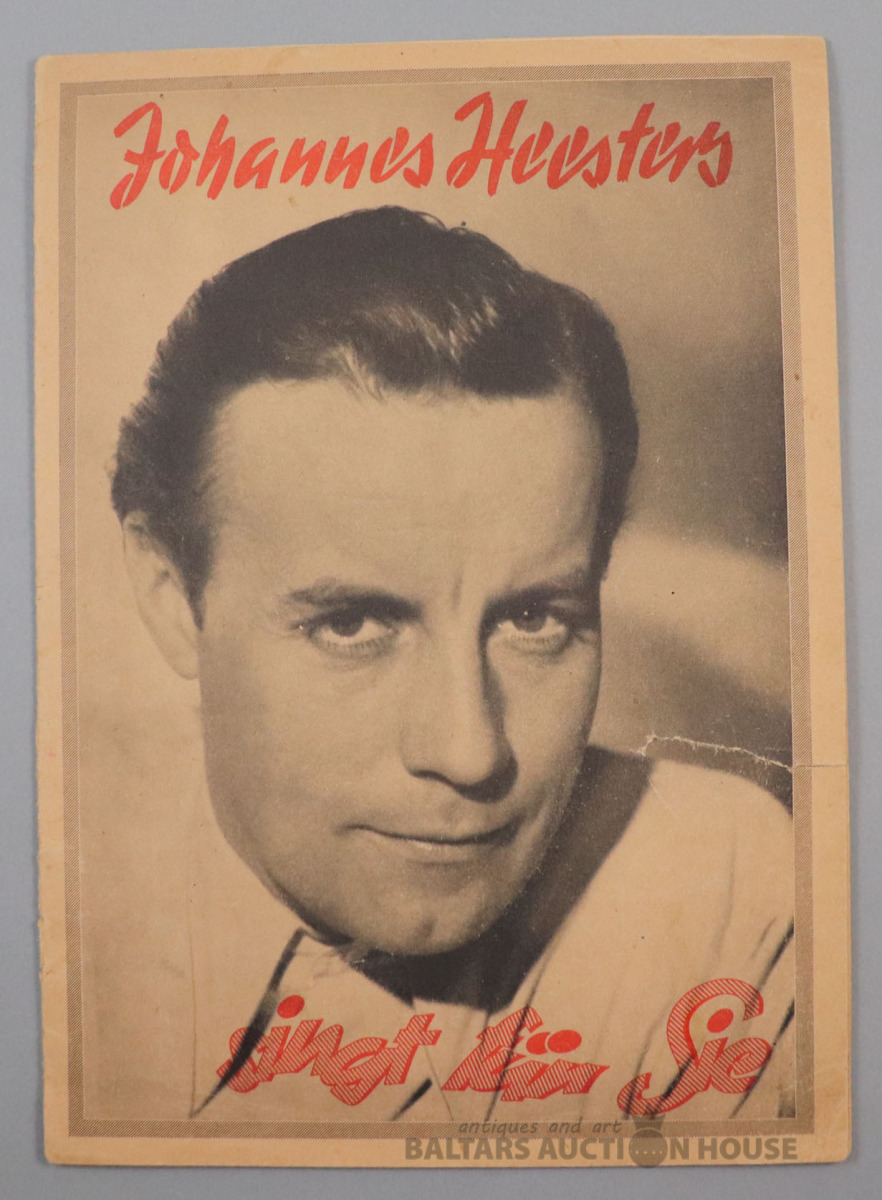 Johannes Heesters
singt für Sie
antiques and art
BALTARS AUCTION HOUSE